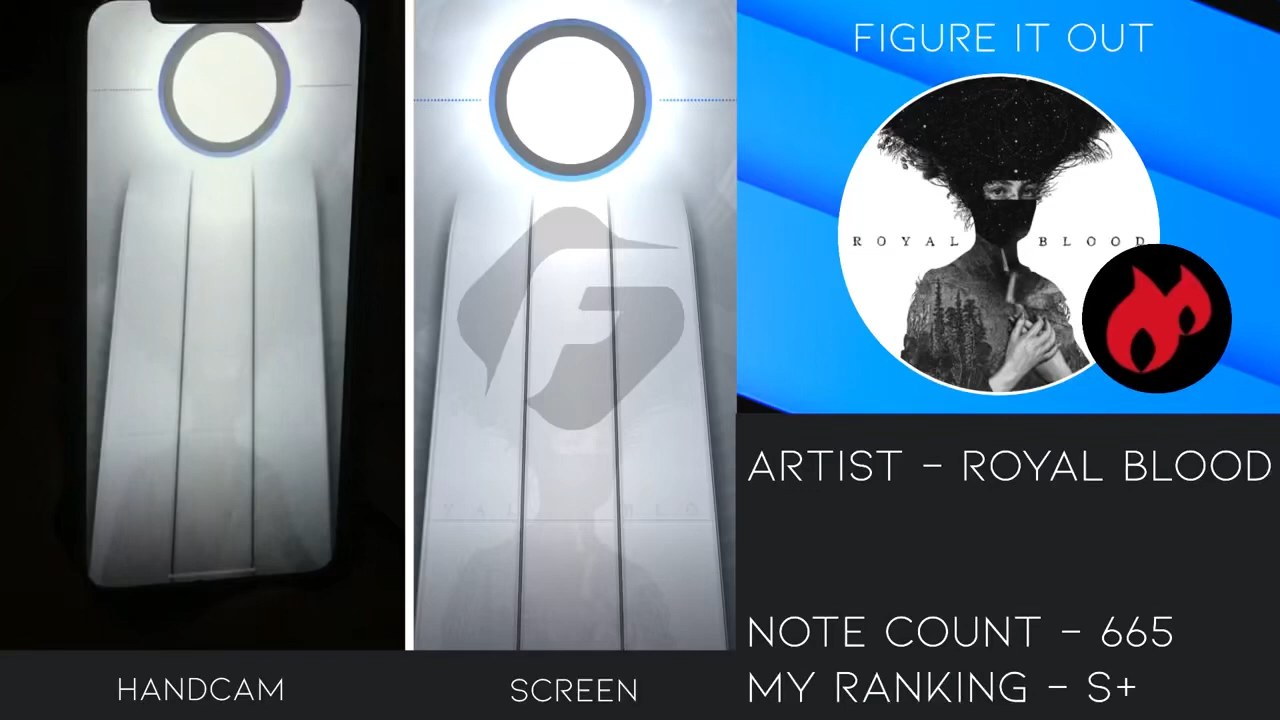 FIGURE IT OUT
ROYAL BLOOD
ARTIST - ROYAL BLOOD
NOTE COUNT - 665
MY RANKING - S+
HANDCAM
SCREEN